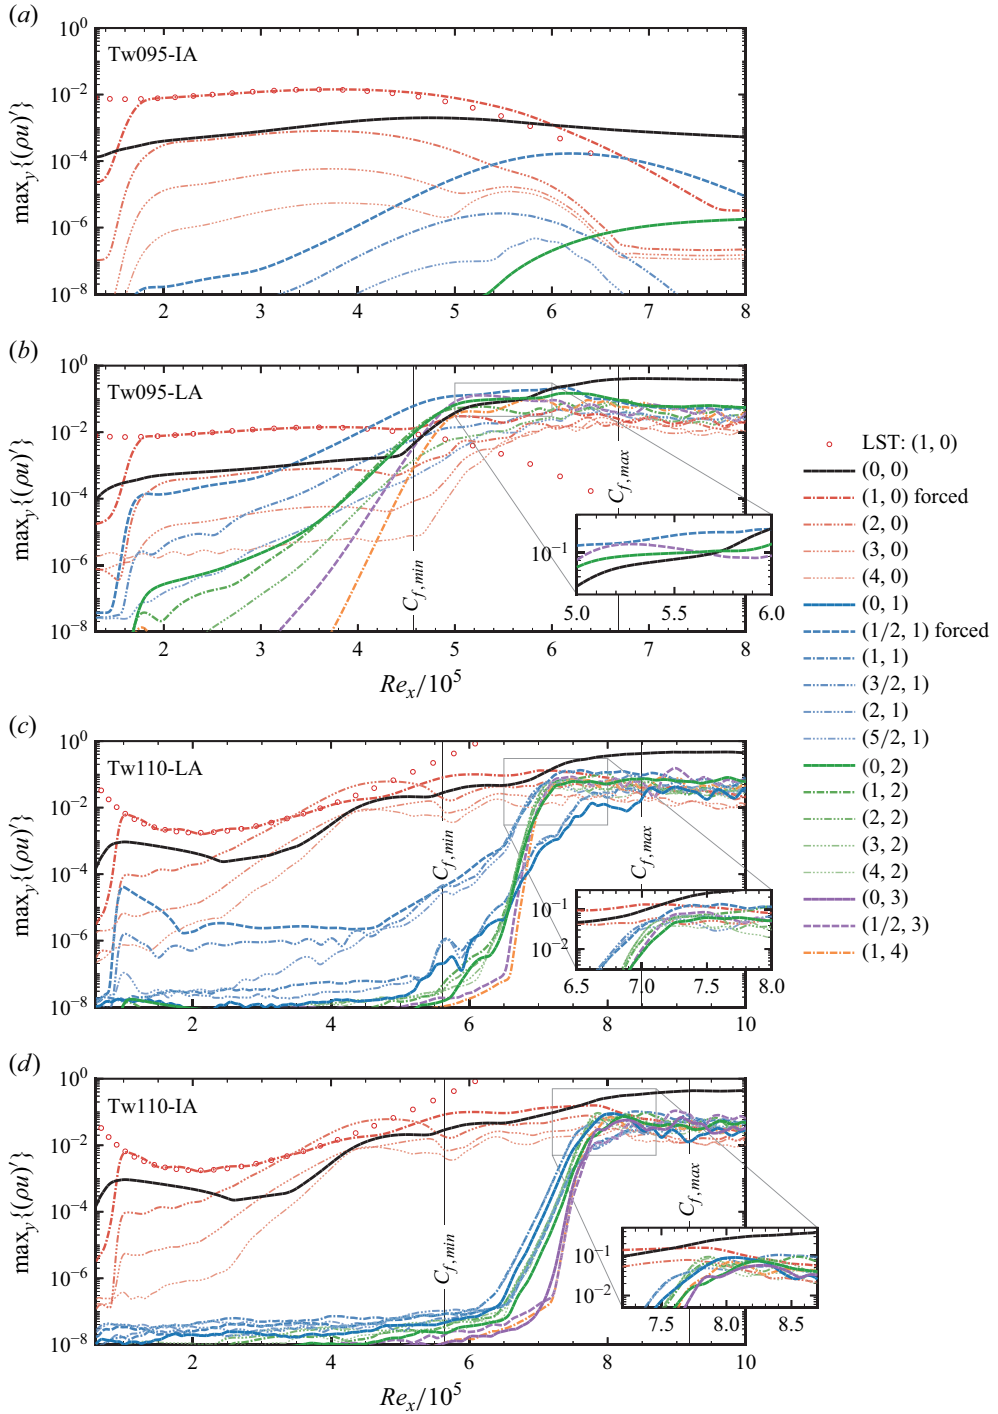 (a)
10^0
Tw095-IA
10^-2
10^-4
10^-6
10^-8
max_y{(ρu)′}
2 3 4 5 6 7 8
(b)
10^0
Tw095-LA
10^-2
10^-4
10^-6
10^-8
max_y{(ρu)′}
C_f,min
C_f,max
10^-1
5.0 5.5 6.0
2 3 4 5 6 7 8
Re_x/10^5
LST: (1, 0)
(0, 0)
(1, 0) forced
(2, 0)
(3, 0)
(4, 0)
(0, 1)
(1/2, 1) forced
(1, 1)
(3/2, 1)
(2, 1)
(5/2, 1)
(0, 2)
(1, 2)
(2, 2)
(3, 2)
(4, 2)
(0, 3)
(1/2, 3)
(1, 4)
(c)
10^0
Tw110-LA
10^-2
10^-4
10^-6
10^-8
max_y{(ρu)′}
C_f,min
C_f,max
10^-1
10^-2
6.5 7.0 7.5 8.0
2 4 6 8 10
(d)
10^0
Tw110-IA
10^-2
10^-4
10^-6
10^-8
max_y{(ρu)′}
C_f,min
C_f,max
10^-1
10^-2
7.5 8.0 8.5
2 4 6 8 10
Re_x/10^5